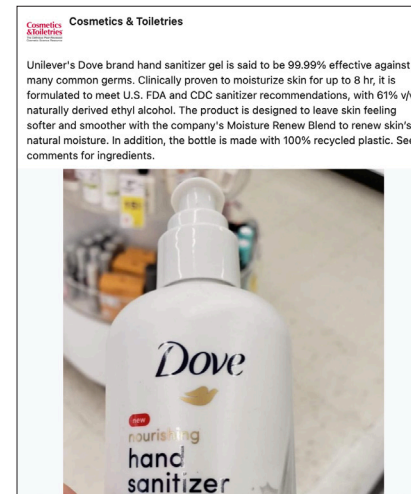 Cosmetics
&Toiletries
Cosmetics & Toiletries
Unilever's Dove brand hand sanitizer gel is said to be 99.99% effective against
many common germs. Clinically proven to moisturize skin for up to 8 hr, it is
formulated to meet U.S. FDA and CDC sanitizer recommendations, with 61% v/v
naturally derived ethyl alcohol. The product is designed to leave skin feeling
softer and smoother with the company's Moisture Renew Blend to renew skin's
natural moisture. In addition, the bottle is made with 100% recycled plastic. See
comments for ingredients.
Dove
new
nourishing
hand
sanitizer